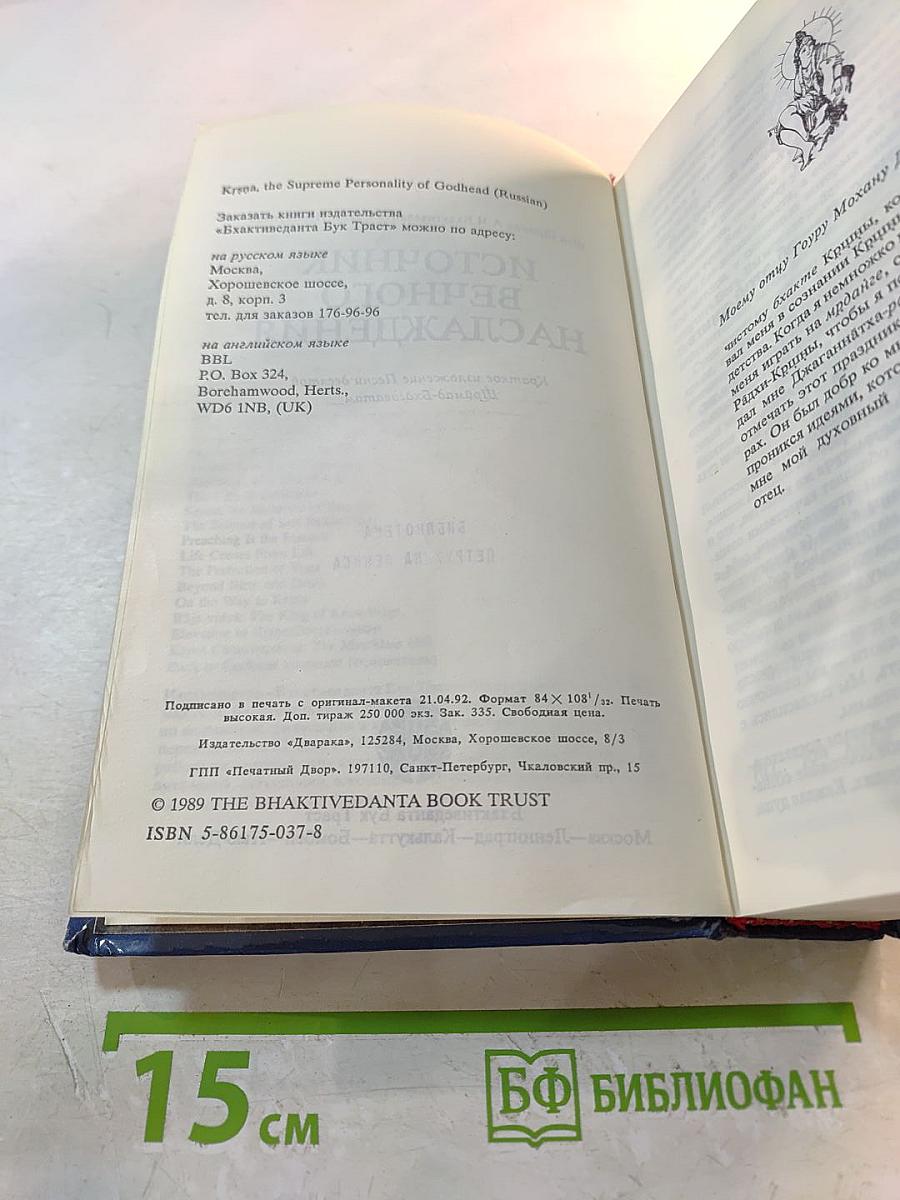 Kṛṣṇa, the Supreme Personality of Godhead (Russian)
Заказать книги издательства
«Бхактиведанта Бук Траст» можно по адресу:
на русском языке
Москва,
Хорошевское шоссе,
д. 8, корп. 3
тел. для заказов 176-96-96
на английском языке
BBL
P.O. Box 324,
Borehamwood, Herts.,
WD6 1NB, (UK)
Подписано в печать с оригинал-макета 21.04.92. Формат 84×108¹/₃₂. Печать
высокая. Доп. тираж 250 000 экз. Зак. 335. Свободная цена.
Издательство «Дварака», 125284, Москва, Хорошевское шоссе, 8/3
ГПП «Печатный Двор». 197110, Санкт-Петербург, Чкаловский пр., 15
© 1989 THE BHAKTIVEDANTA BOOK TRUST
ISBN 5-86175-037-8
Моему отцу Гоуру Мохану
чистому бхакте Кришны,
вал меня в сознании
детства. Когда я немножко
меня играть на мрданге,
Рāдхи-Кришны, чтобы я
дал мне Джаганнāтха-
отмечать этот праздник
рах. Он был добр ко
проникся идеями,
мне мой духовный
отец.
15 см
БФ БИБЛИОФАН